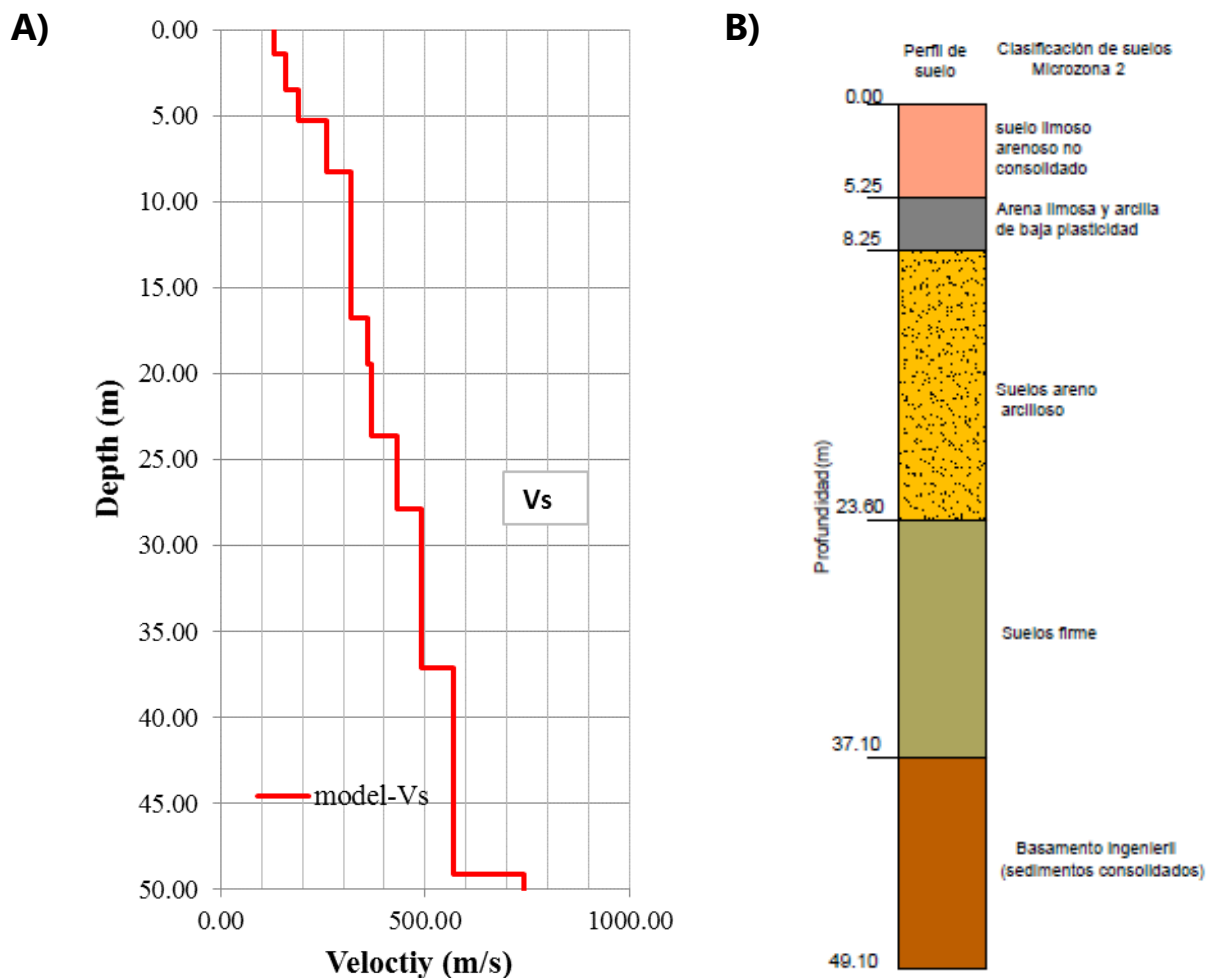 A)
0.00
5.00
10.00
15.00
20.00
25.00
30.00
35.00
40.00
45.00
50.00
Depth (m)
Vs
model-Vs
0.00 500.00 1000.00
Veloctiy (m/s)
B)
Perfil de
suelo
Clasificación de suelos
Microzona 2
0.00
suelo limoso
arenoso no
consolidado
5.25
Arena limosa y arcilla
de baja plasticidad
8.25
Suelos areno
arcilloso
Profundidad(m)
23.60
Suelos firme
37.10
Basamento ingenieril
(sedimentos consolidados)
49.10